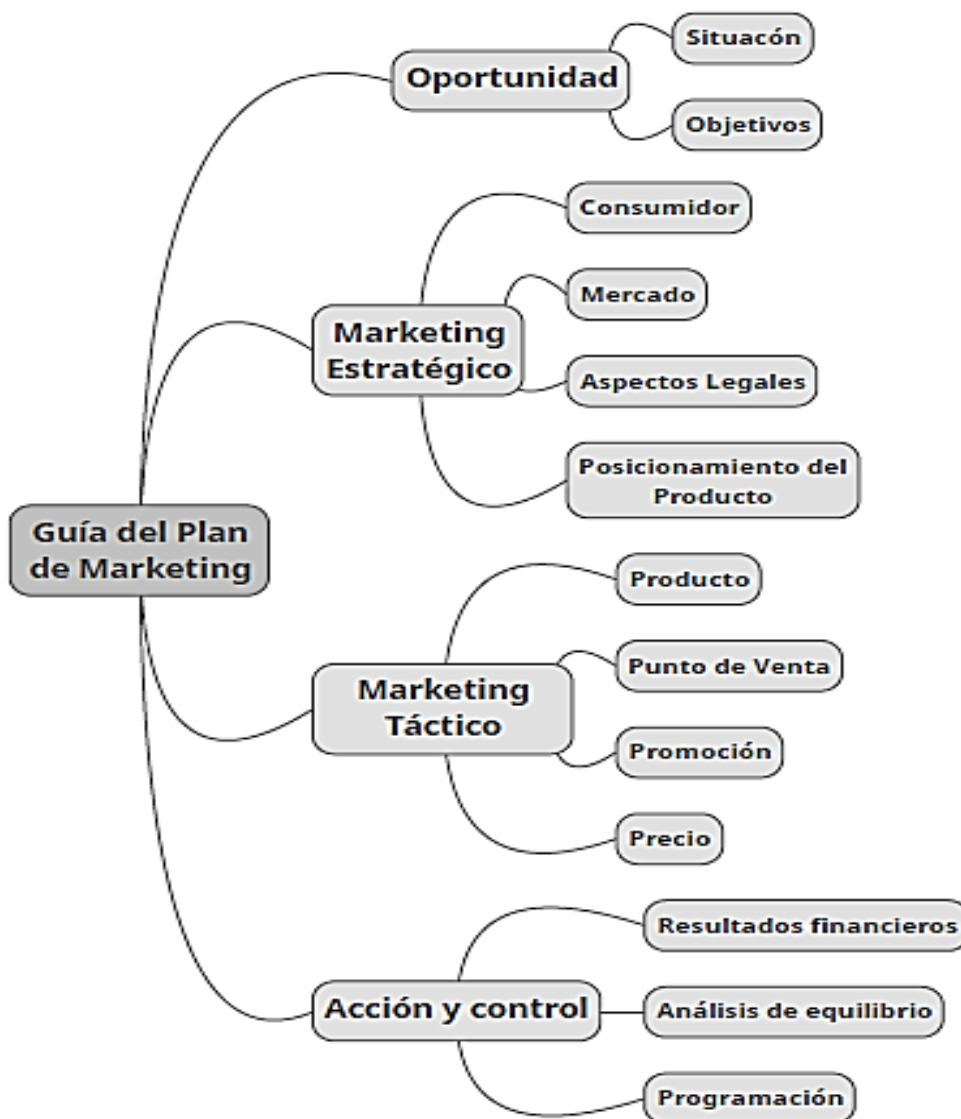 Oportunidad
Situacón
Objetivos
Marketing
Estratégico
Consumidor
Mercado
Aspectos Legales
Posicionamiento del
Producto
Guía del Plan
de Marketing
Marketing
Táctico
Producto
Punto de Venta
Promoción
Precio
Acción y control
Resultados financieros
Análisis de equilibrio
Programación